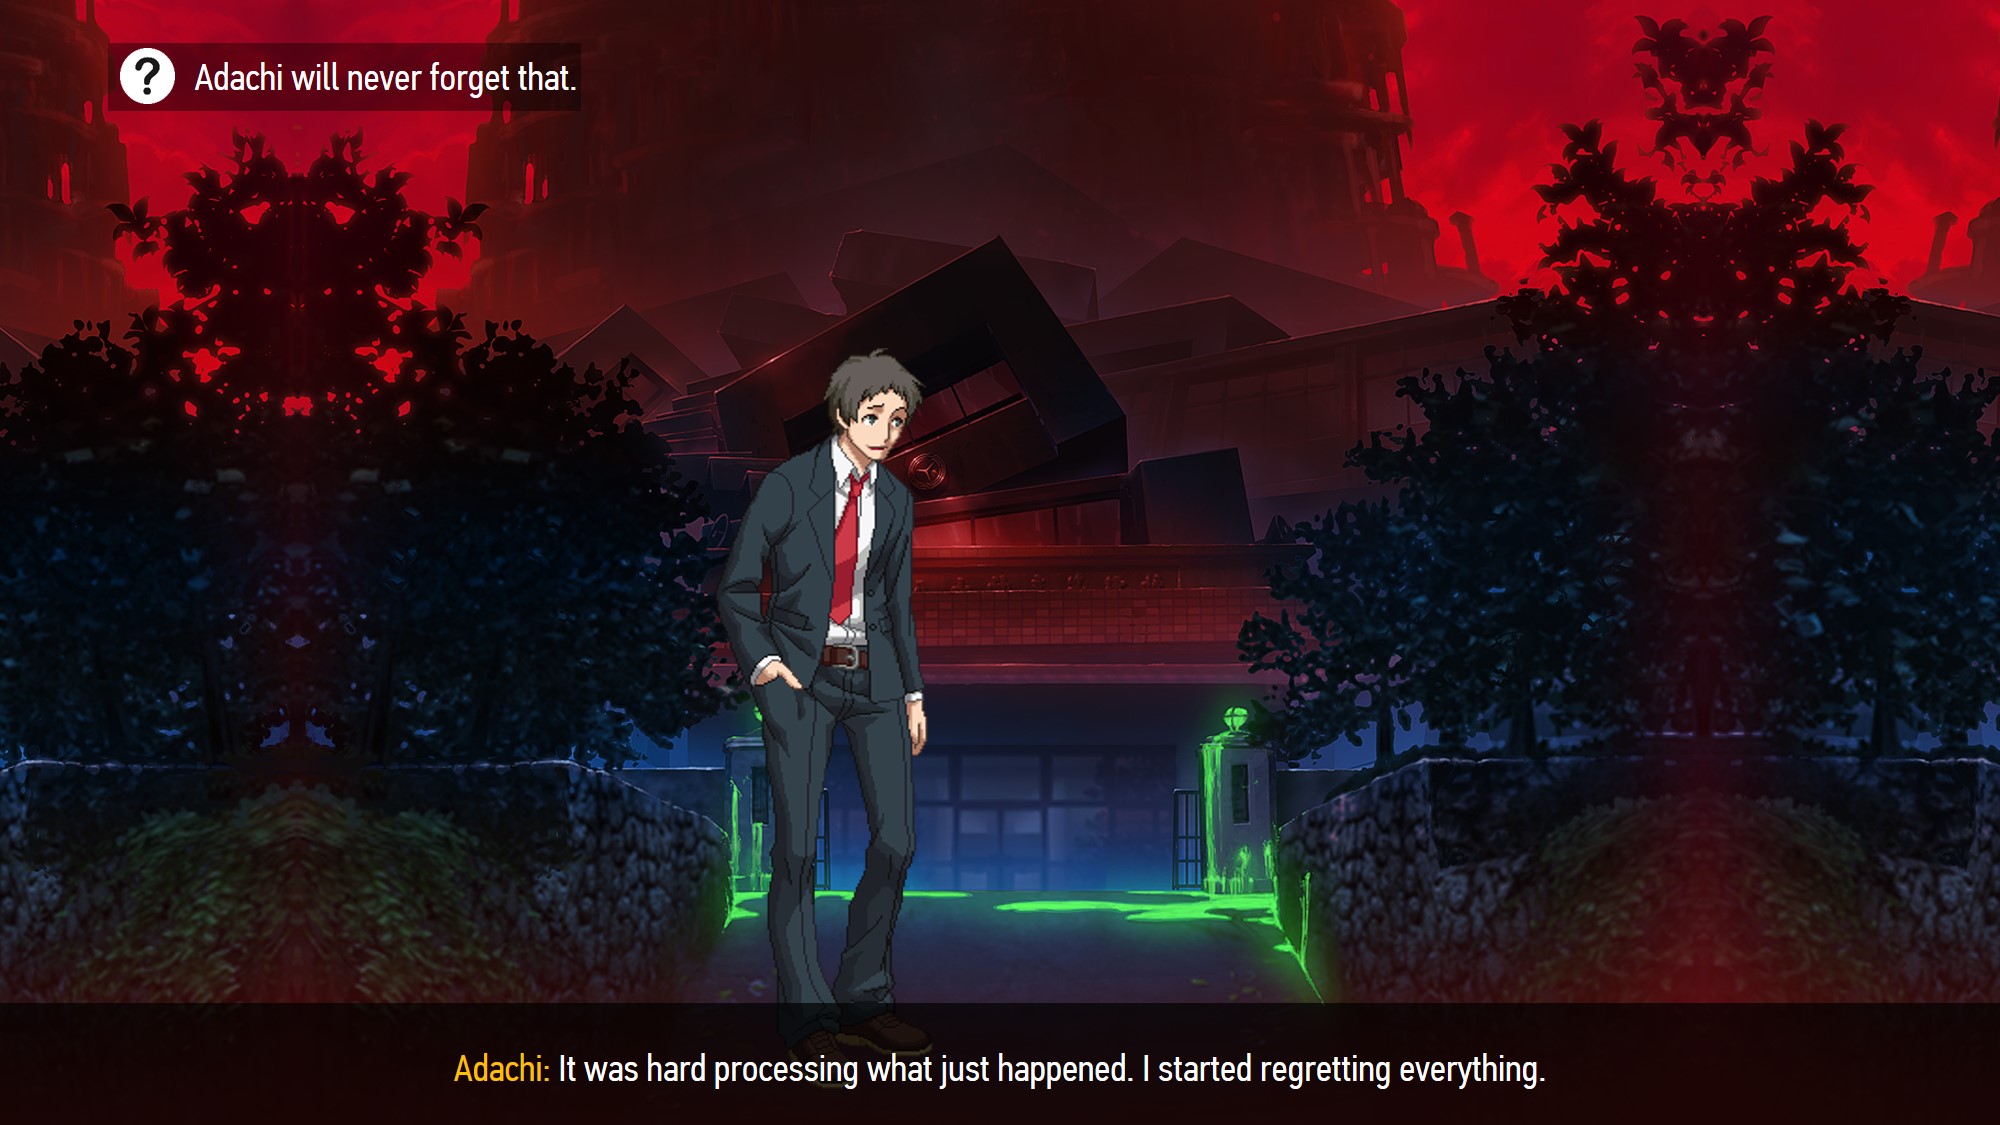 ?
Adachi will never forget that.
Adachi: It was hard processing what just happened. I started regretting everything.